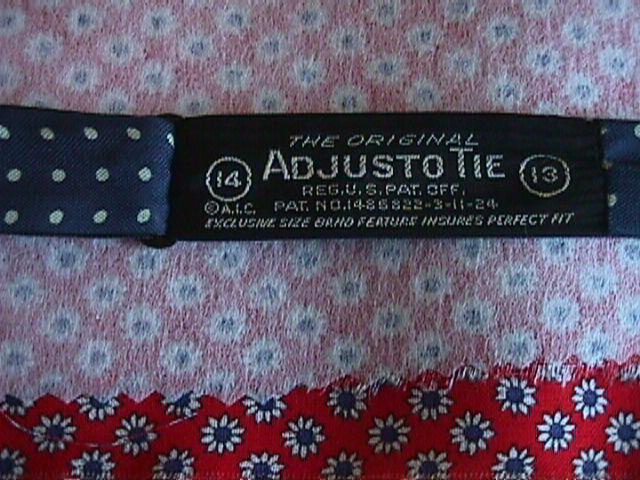 THE ORIGINAL
14 ADJUSTO TIE 13
REG. U. S. PAT. OFF.
© A.I.C. PAT. NO. 1486822-3-11-24
EXCLUSIVE SIZE BAND FEATURE INSURES PERFECT FIT